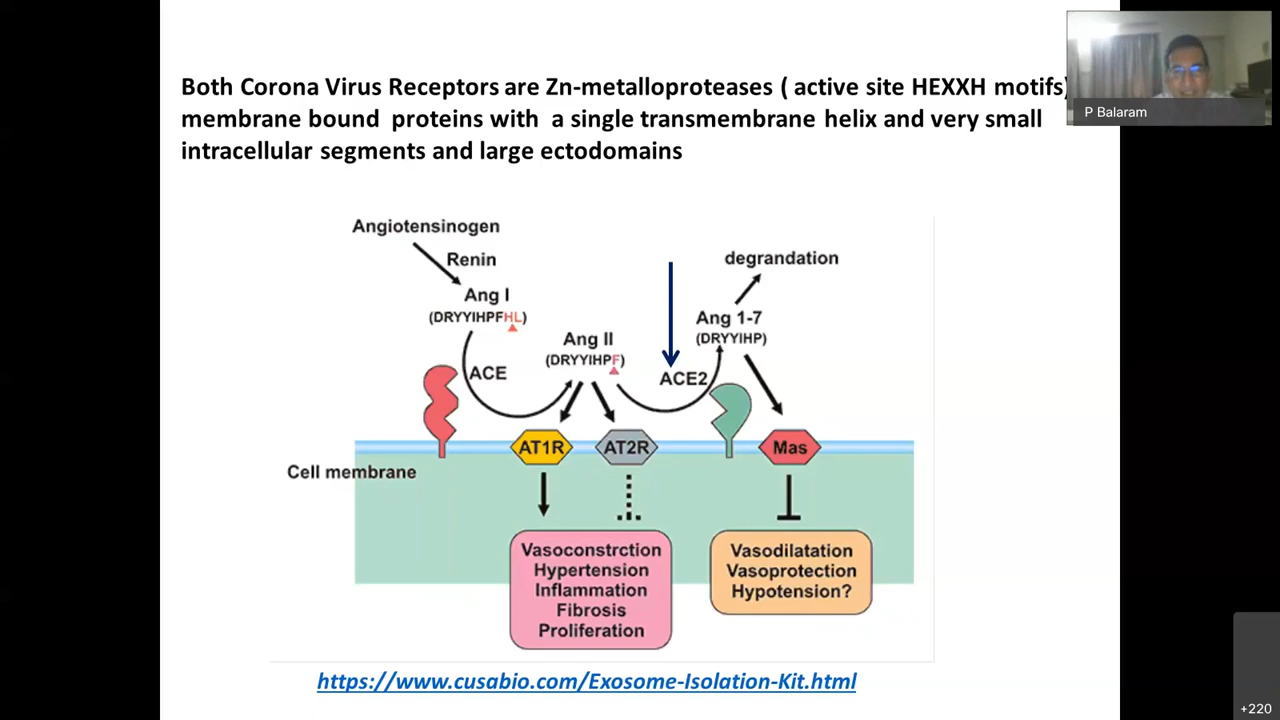 Both Corona Virus Receptors are Zn-metalloproteases ( active site HEXXH motifs)
membrane bound proteins with a single transmembrane helix and very small
intracellular segments and large ectodomains
P Balaram
Angiotensinogen
Renin
degrandation
Ang I
(DRYYIHPFHL)
Ang 1-7
(DRYYIHP)
Ang II
(DRYYIHPF)
ACE
ACE2
AT1R
AT2R
Mas
Cell membrane
Vasoconstrction
Hypertension
Inflammation
Fibrosis
Proliferation
Vasodilatation
Vasoprotection
Hypotension?
https://www.cusabio.com/Exosome-Isolation-Kit.html
+220